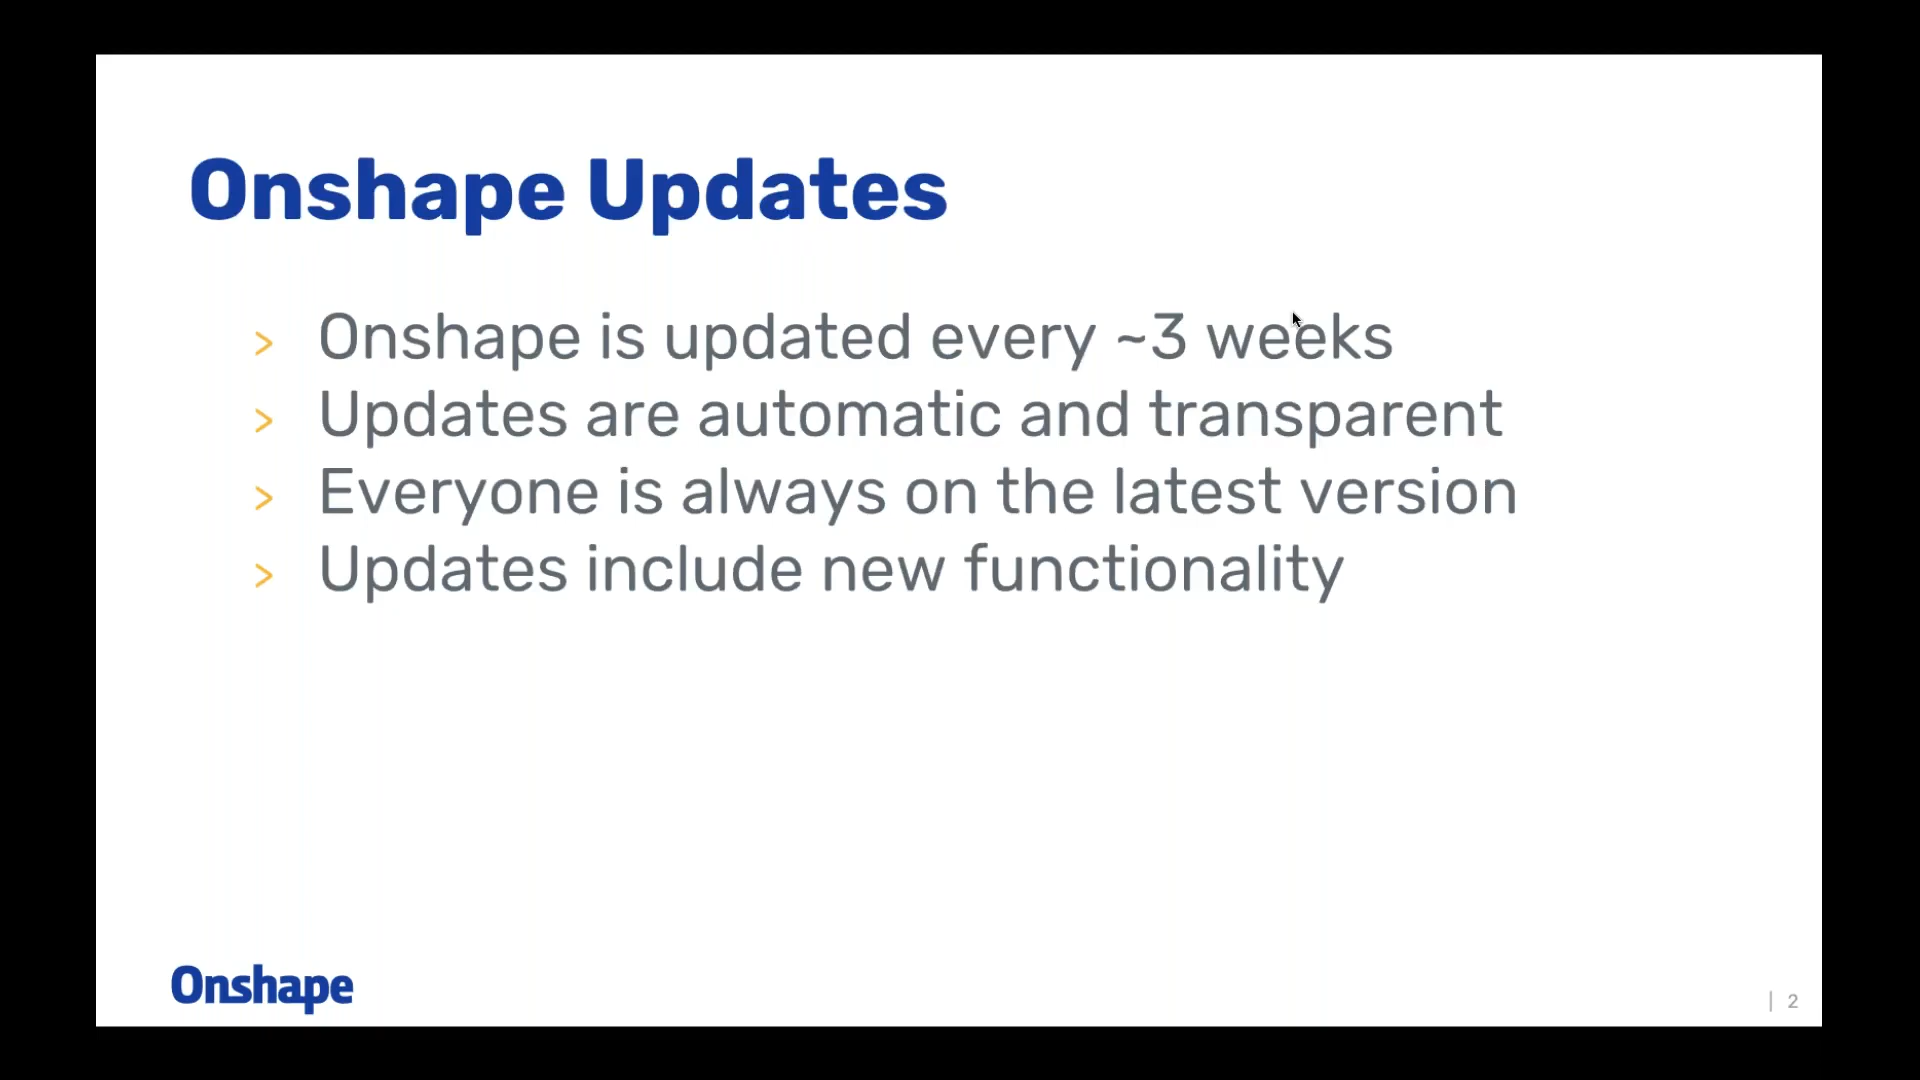 Onshape Updates
> Onshape is updated every ~3 weeks
> Updates are automatic and transparent
> Everyone is always on the latest version
> Updates include new functionality
Onshape
| 2